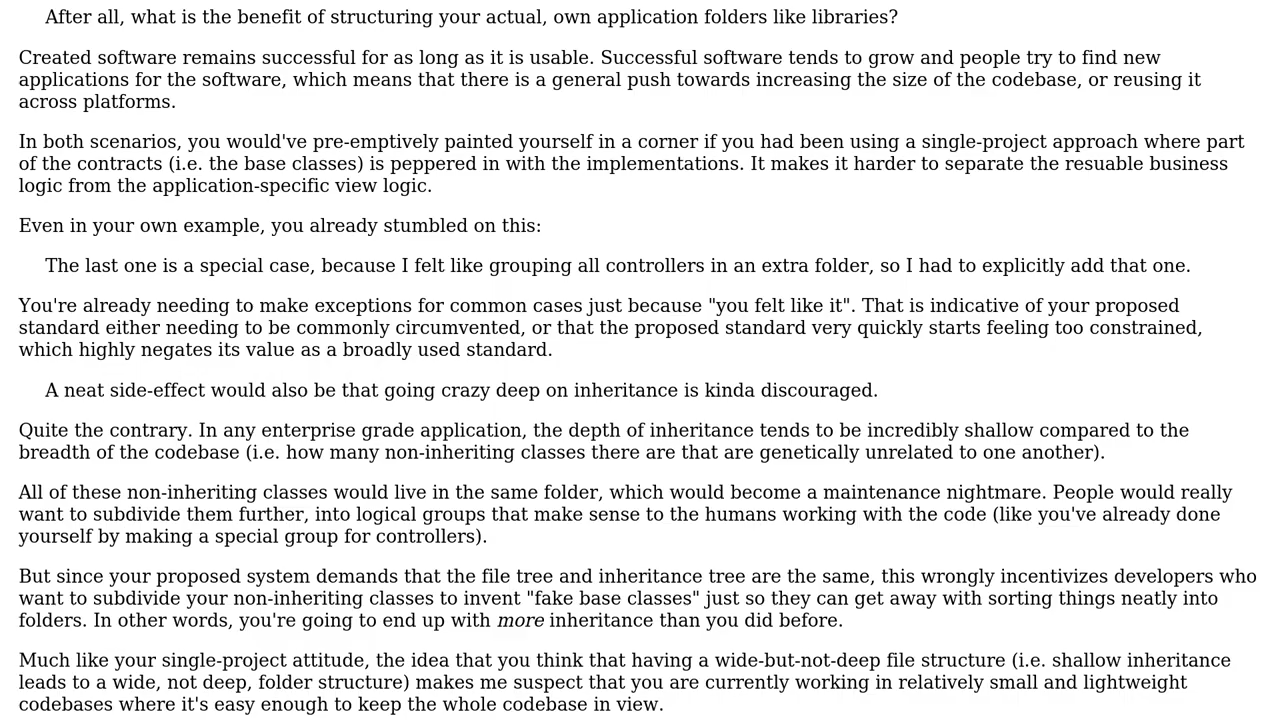 After all, what is the benefit of structuring your actual, own application folders like libraries?
Created software remains successful for as long as it is usable. Successful software tends to grow and people try to find new
applications for the software, which means that there is a general push towards increasing the size of the codebase, or reusing it
across platforms.
In both scenarios, you would've pre-emptively painted yourself in a corner if you had been using a single-project approach where part
of the contracts (i.e. the base classes) is peppered in with the implementations. It makes it harder to separate the resuable business
logic from the application-specific view logic.
Even in your own example, you already stumbled on this:
The last one is a special case, because I felt like grouping all controllers in an extra folder, so I had to explicitly add that one.
You're already needing to make exceptions for common cases just because "you felt like it". That is indicative of your proposed
standard either needing to be commonly circumvented, or that the proposed standard very quickly starts feeling too constrained,
which highly negates its value as a broadly used standard.
A neat side-effect would also be that going crazy deep on inheritance is kinda discouraged.
Quite the contrary. In any enterprise grade application, the depth of inheritance tends to be incredibly shallow compared to the
breadth of the codebase (i.e. how many non-inheriting classes there are that are genetically unrelated to one another).
All of these non-inheriting classes would live in the same folder, which would become a maintenance nightmare. People would really
want to subdivide them further, into logical groups that make sense to the humans working with the code (like you've already done
yourself by making a special group for controllers).
But since your proposed system demands that the file tree and inheritance tree are the same, this wrongly incentivizes developers who
want to subdivide your non-inheriting classes to invent "fake base classes" just so they can get away with sorting things neatly into
folders. In other words, you're going to end up with more inheritance than you did before.
Much like your single-project attitude, the idea that you think that having a wide-but-not-deep file structure (i.e. shallow inheritance
leads to a wide, not deep, folder structure) makes me suspect that you are currently working in relatively small and lightweight
codebases where it's easy enough to keep the whole codebase in view.